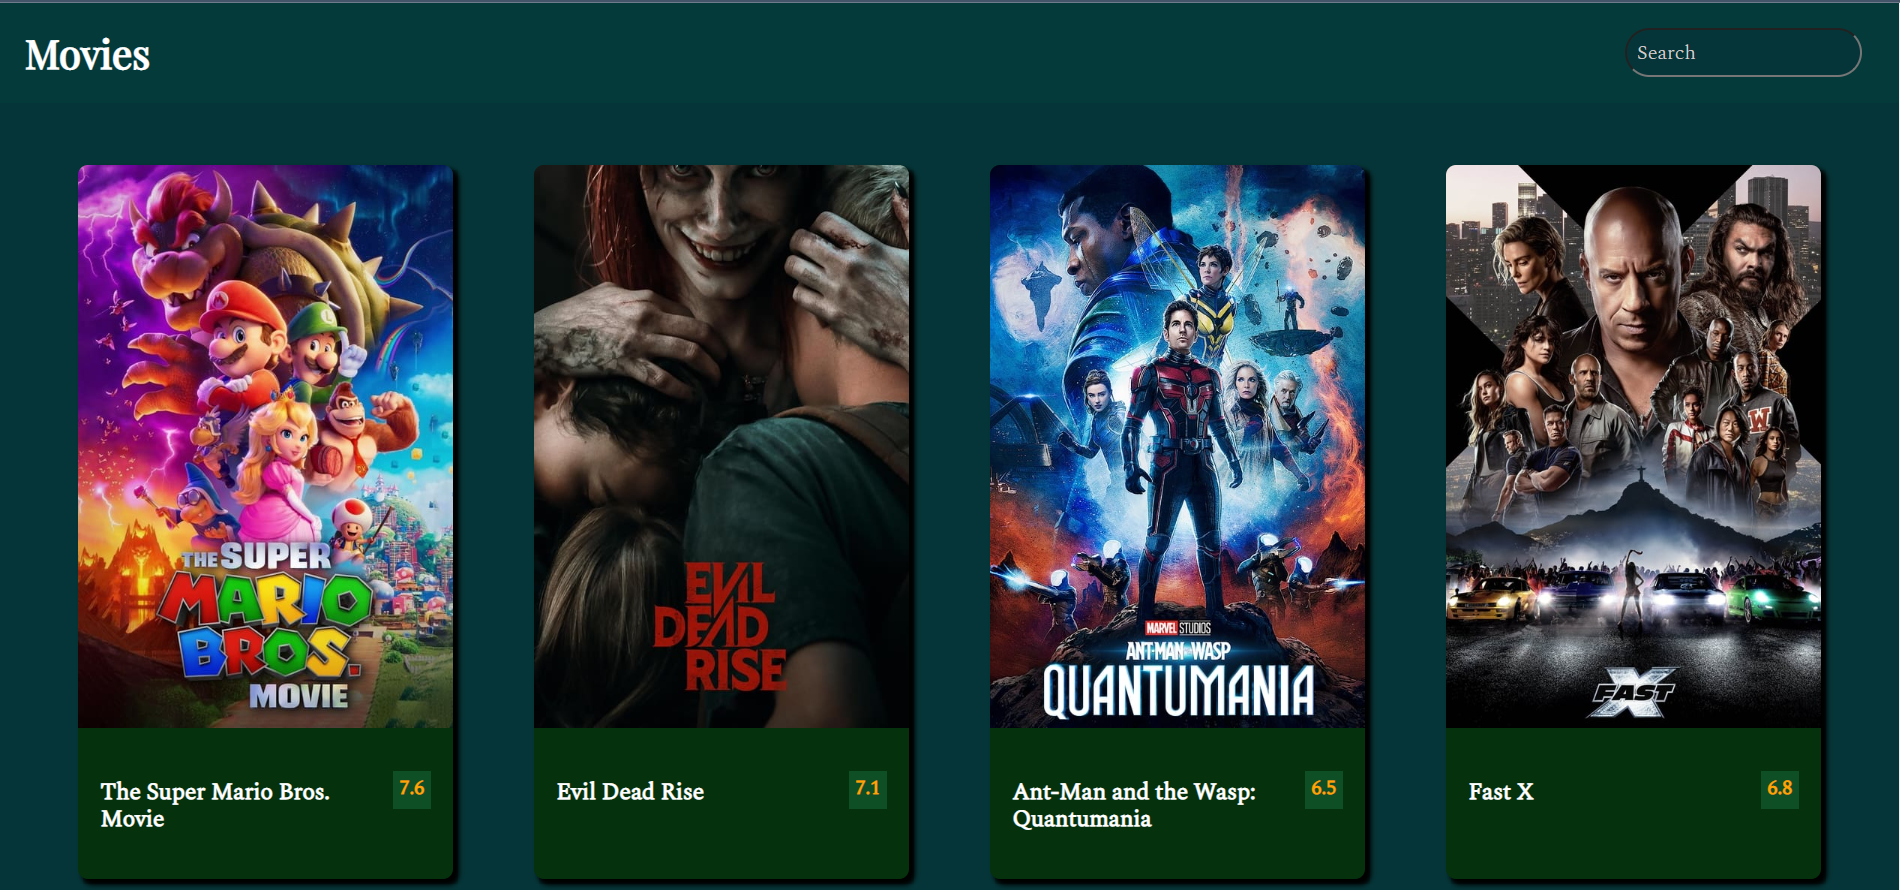 Movies
Search
THE SUPER
MARIO
BROS.
MOVIE
EVIL
DEAD
RISE
MARVEL STUDIOS
ANT-MAN AND THE WASP
QUANTUMANIA
W
FAST
X
The Super Mario Bros.
Movie
7.6
Evil Dead Rise
7.1
Ant-Man and the Wasp:
Quantumania
6.5
Fast X
6.8